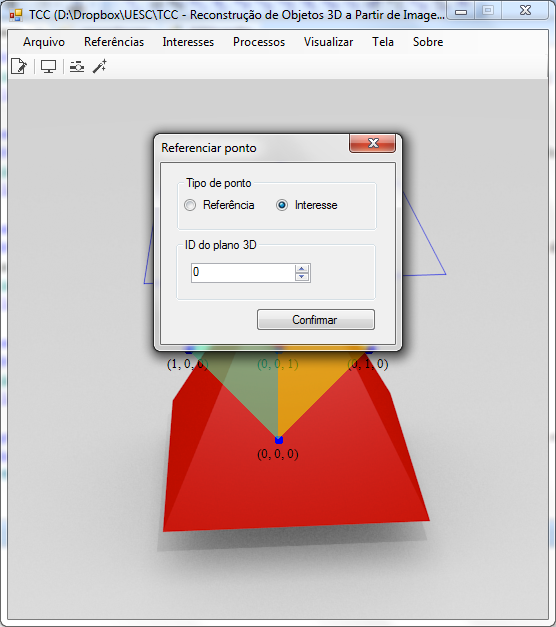 TCC (D:\Dropbox\UESC\TCC - Reconstrução de Objetos 3D a Partir de Image...
Arquivo Referências Interesses Processos Visualizar Tela Sobre
Referenciar ponto
Tipo de ponto
Referência Interesse
ID do plano 3D
0
Confirmar
(1, 0, 0) (0, 0, 1) (0, 1, 0)
(0, 0, 0)